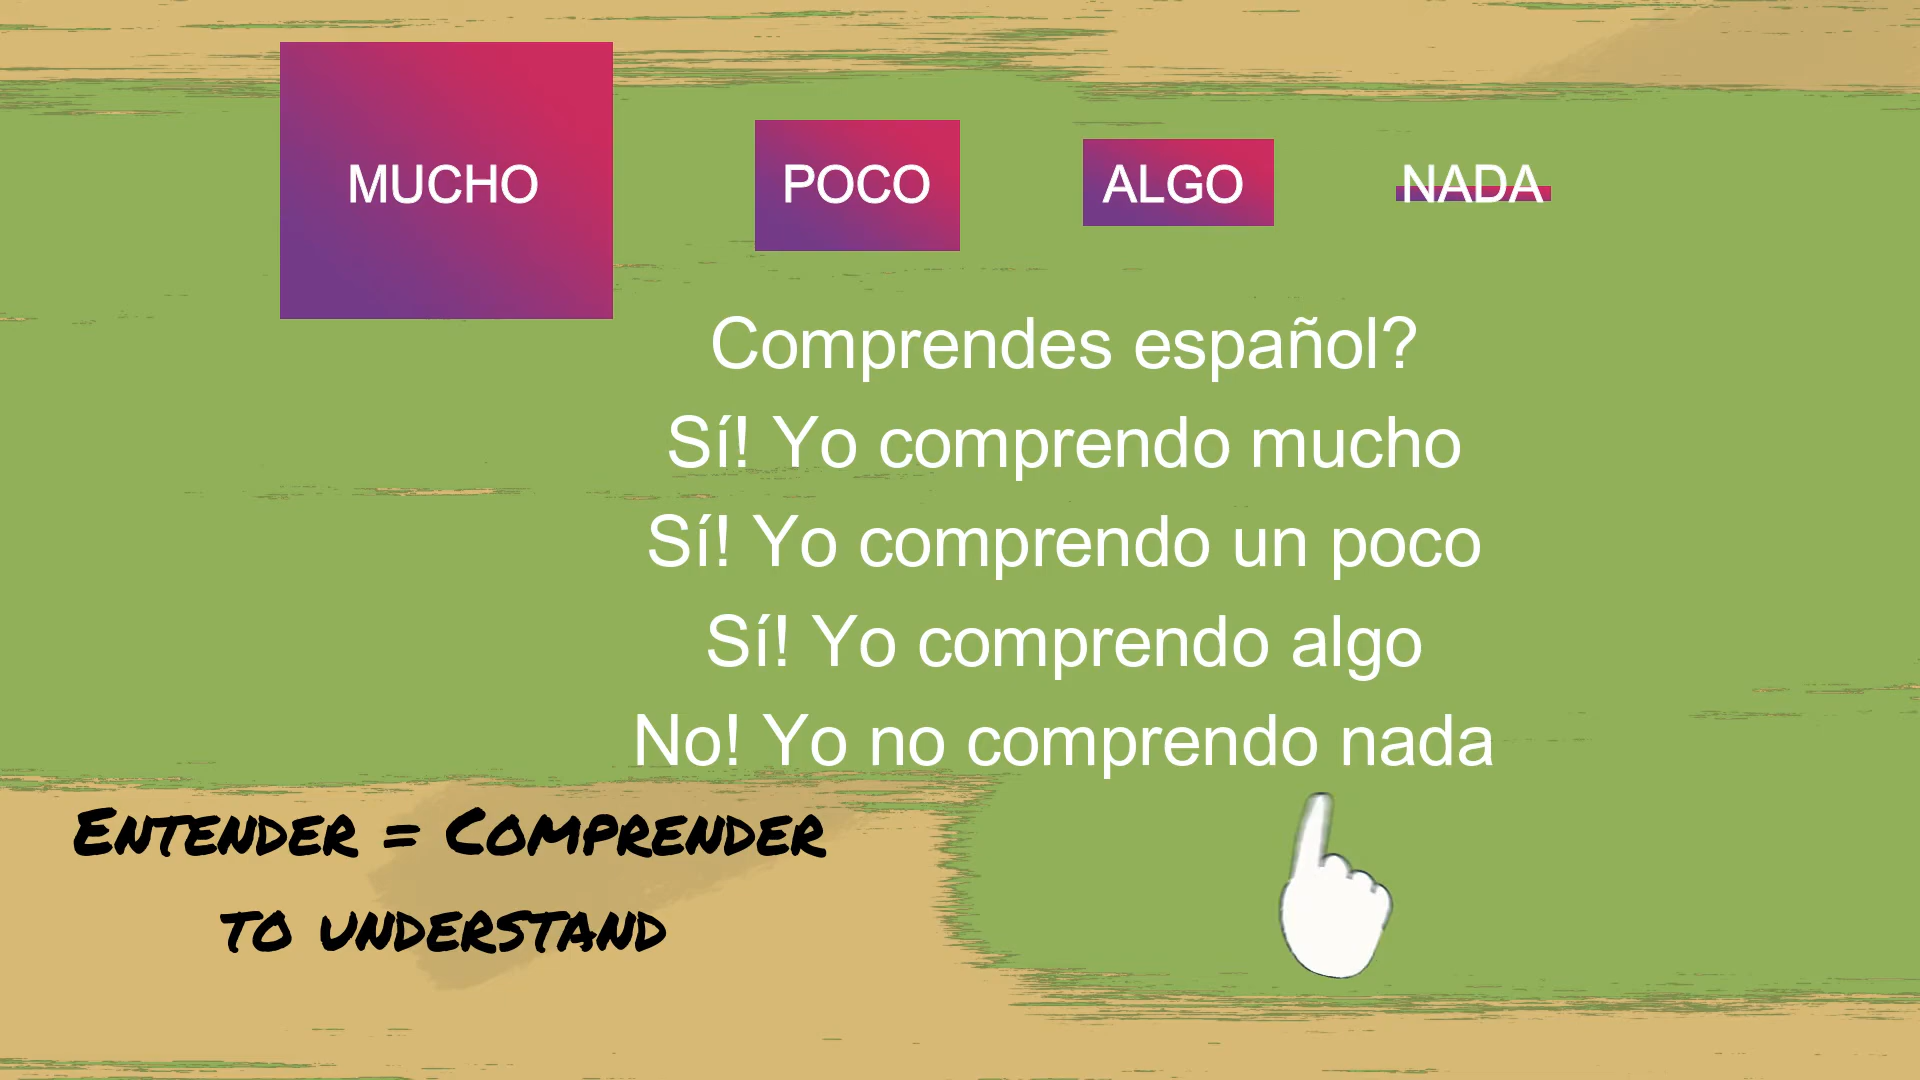 MUCHO POCO ALGO NADA
Comprendes español?
Sí! Yo comprendo mucho
Sí! Yo comprendo un poco
Sí! Yo comprendo algo
No! Yo no comprendo nada
Entender = Comprender
to understand